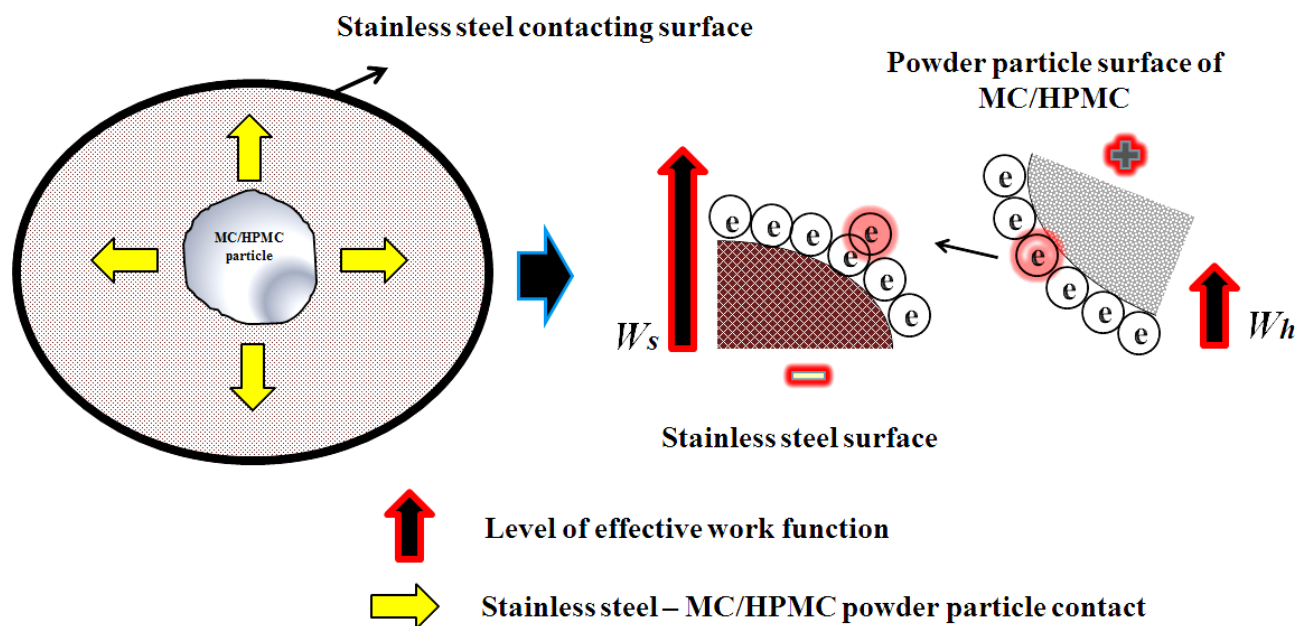 Stainless steel contacting surface
Powder particle surface of
MC/HPMC
MC/HPMC
particle
e
e
e
e
e
e
e
e
e
e
e
e
e
Ws
Wh
Stainless steel surface
Level of effective work function
Stainless steel – MC/HPMC powder particle contact